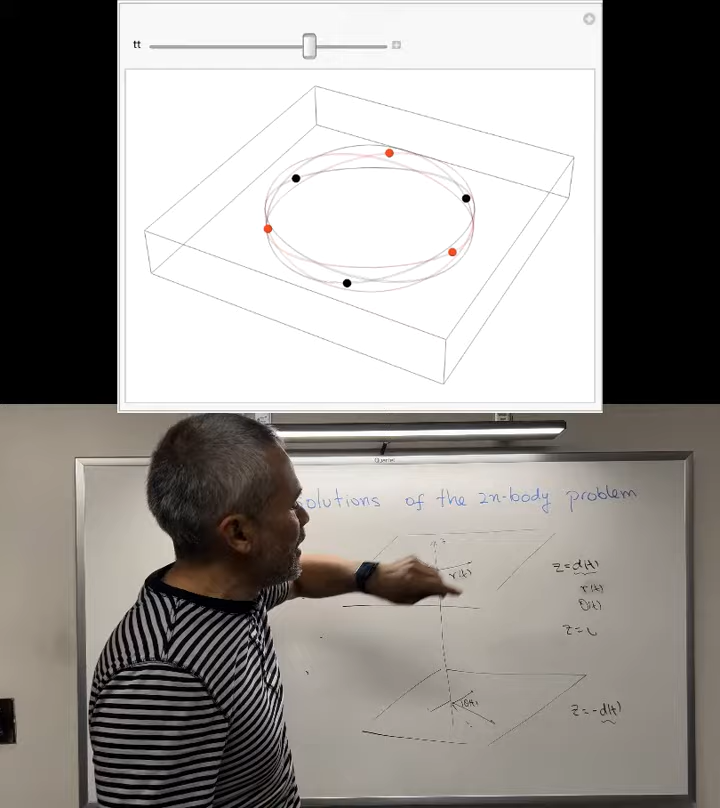 tt
olutions of the 2n-body problem
z
r(t)
z=d(t)
r(t)
θ(t)
z=
θ(t)
z=-d(t)